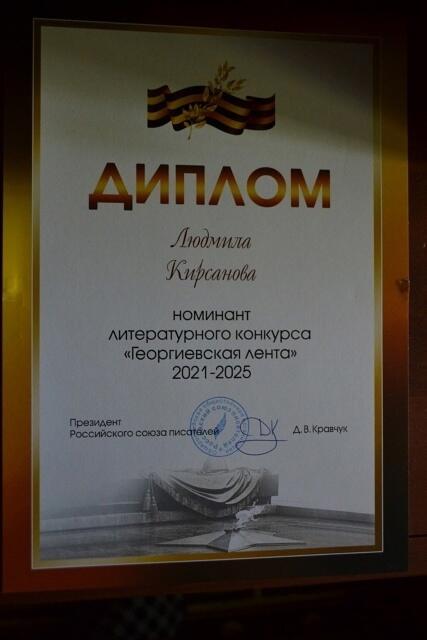 ДИПЛОМ
Людмила
Кирсанова
номинант
литературного конкурса
«Георгиевская лента»
2021-2025
Президент
Российского союза писателей
Д. В. Кравчук